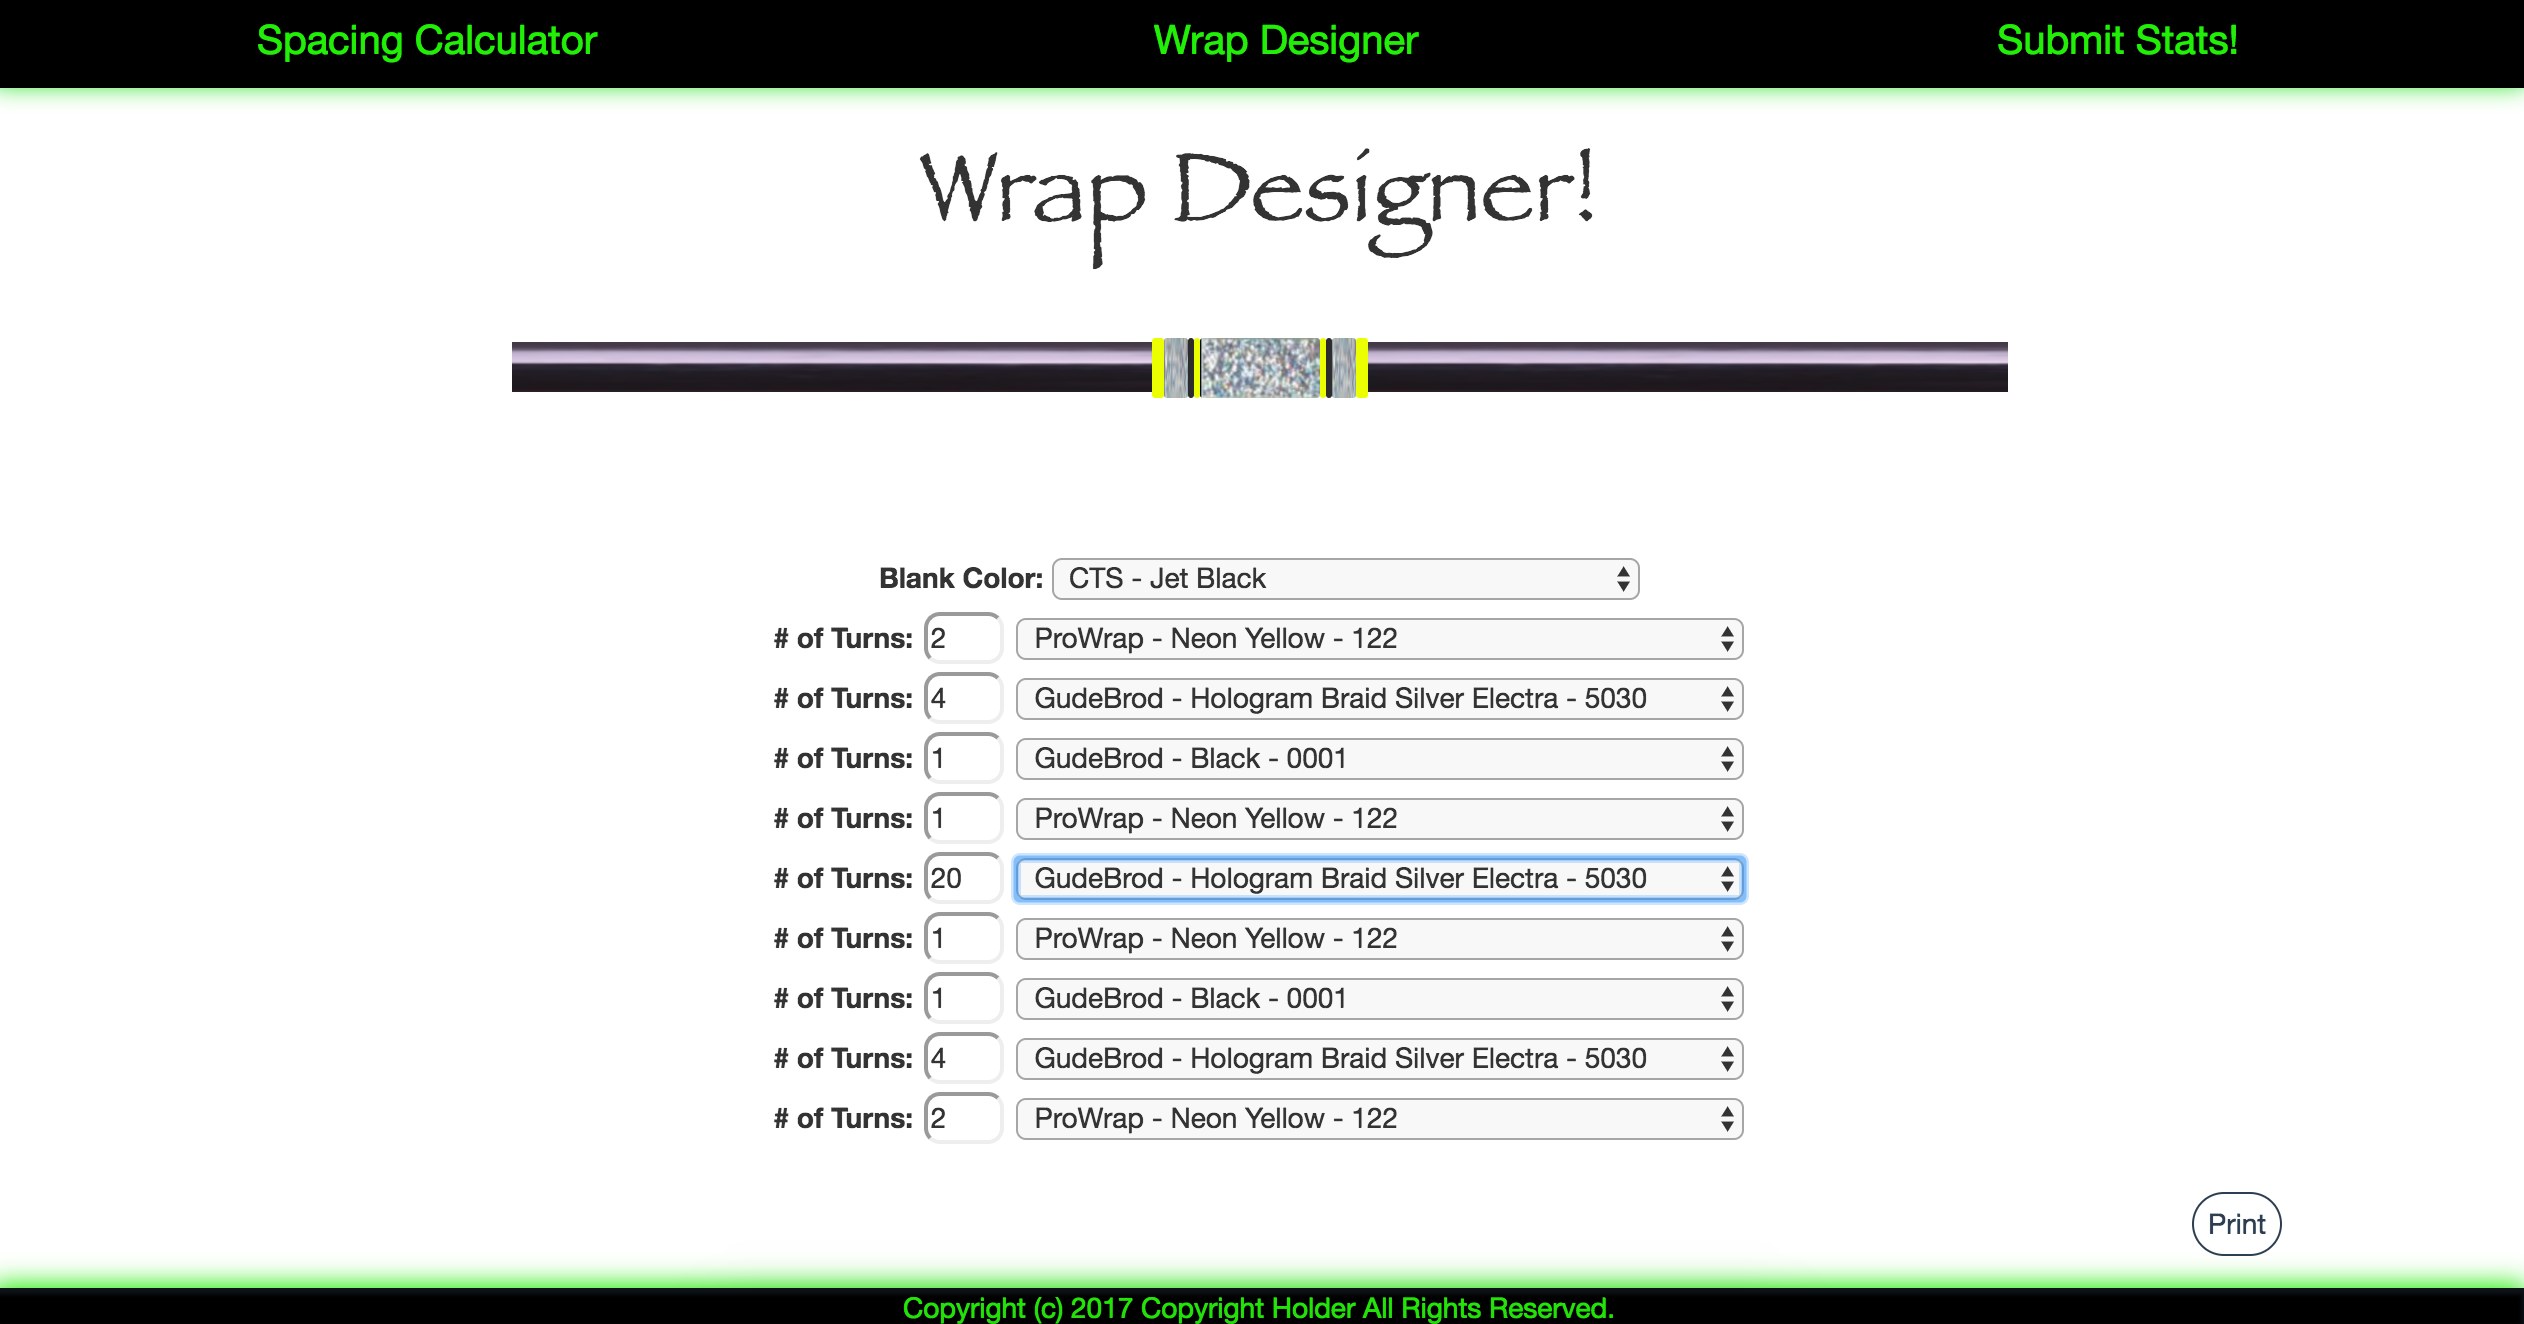 Spacing Calculator Wrap Designer Submit Stats!
Wrap Designer!
Blank Color: CTS - Jet Black
# of Turns: 2 ProWrap - Neon Yellow - 122
# of Turns: 4 GudeBrod - Hologram Braid Silver Electra - 5030
# of Turns: 1 GudeBrod - Black - 0001
# of Turns: 1 ProWrap - Neon Yellow - 122
# of Turns: 20 GudeBrod - Hologram Braid Silver Electra - 5030
# of Turns: 1 ProWrap - Neon Yellow - 122
# of Turns: 1 GudeBrod - Black - 0001
# of Turns: 4 GudeBrod - Hologram Braid Silver Electra - 5030
# of Turns: 2 ProWrap - Neon Yellow - 122
Print
Copyright (c) 2017 Copyright Holder All Rights Reserved.